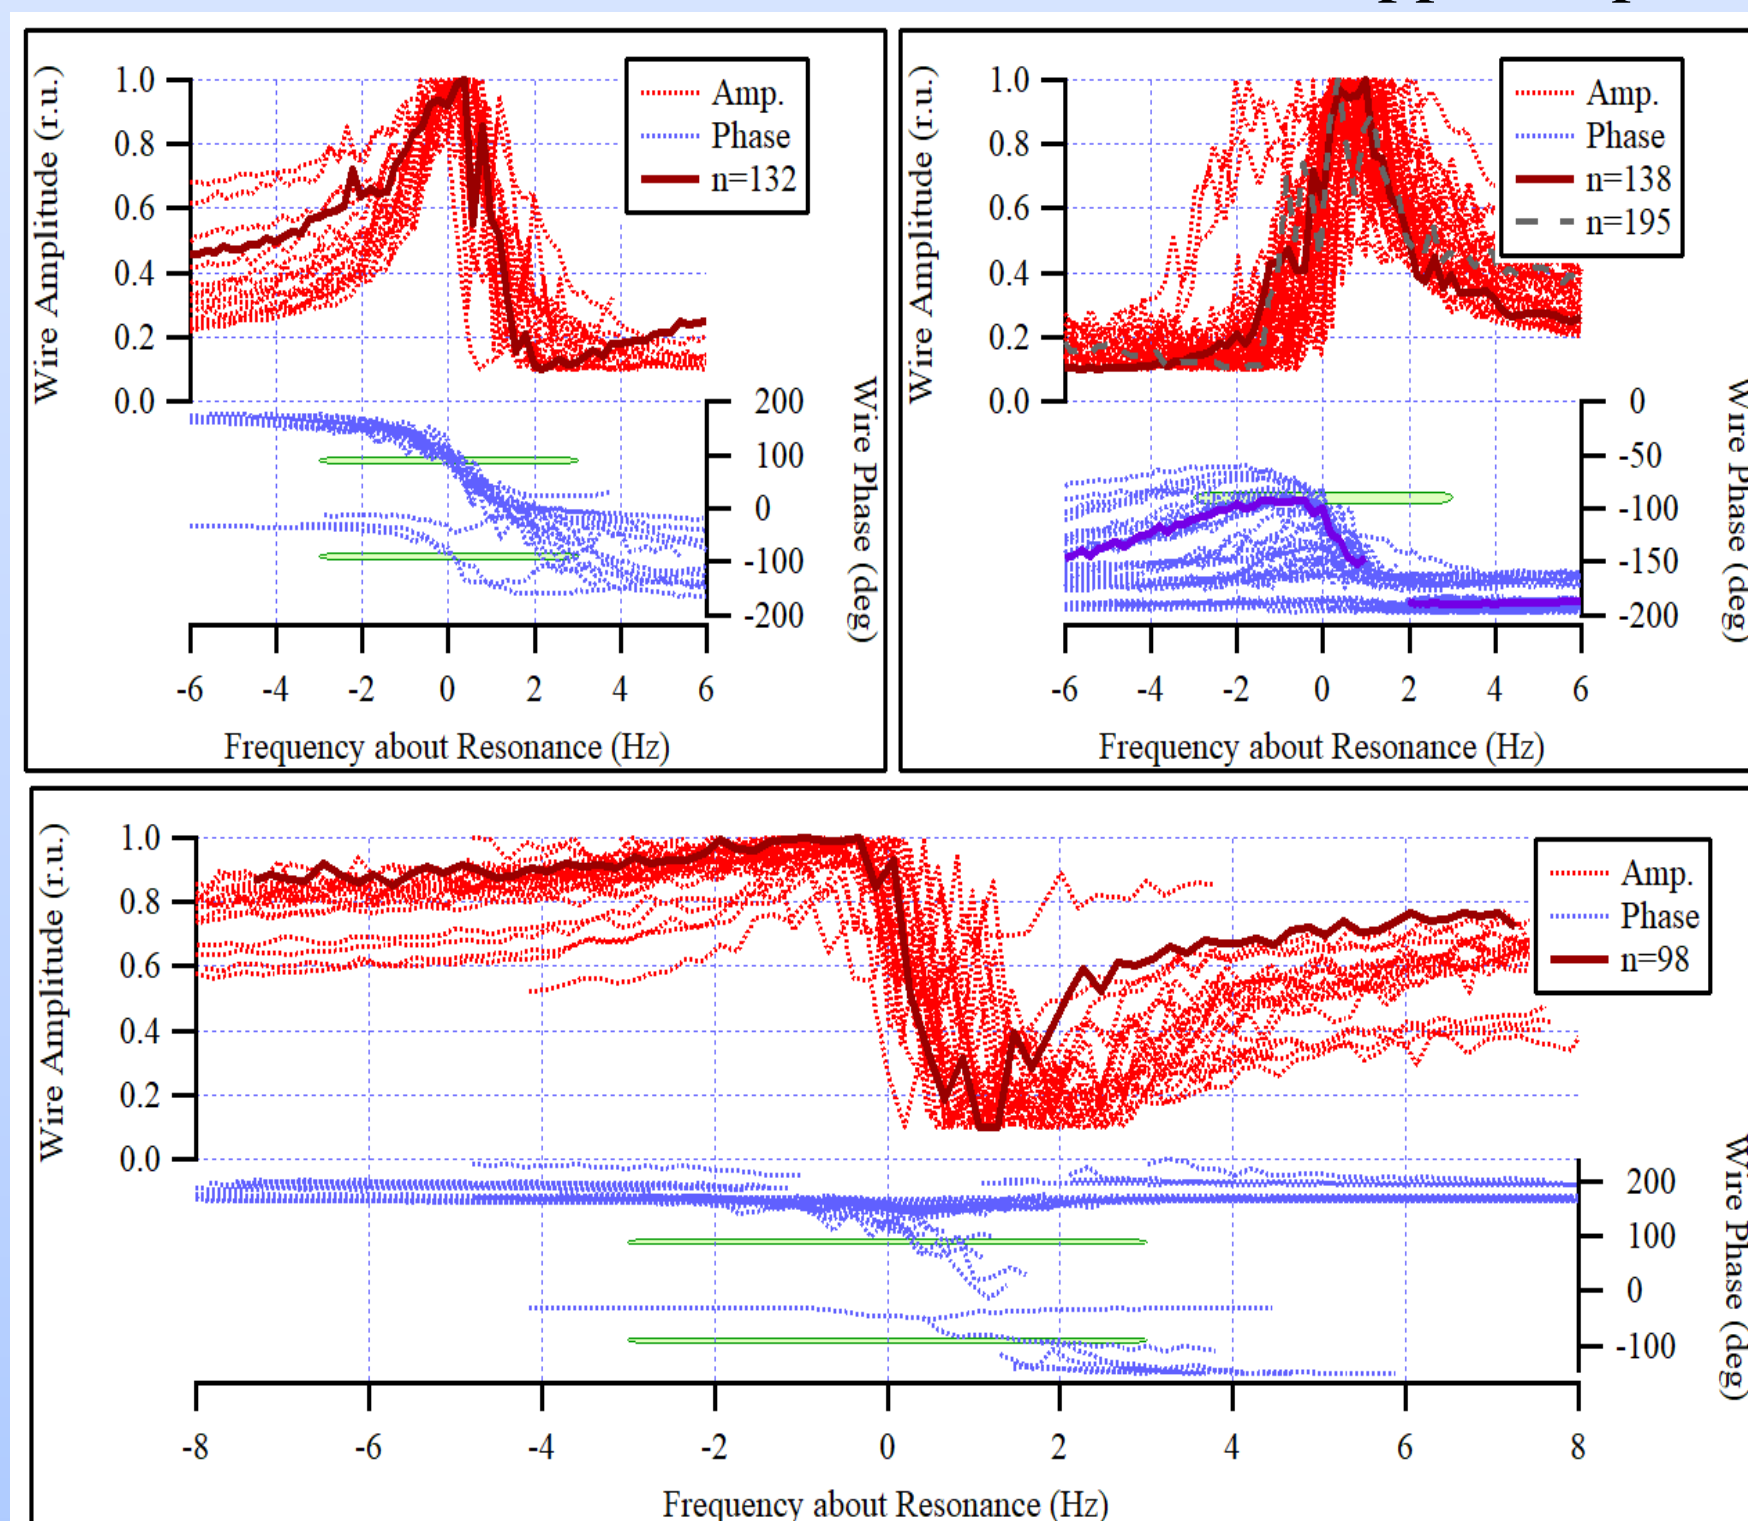 1.0
0.8
0.6
0.4
0.2
0.0
Wire Amplitude (r.u.)
Amp.
Phase
n=132
200
100
0
-100
-200
Wire Phase (deg)
-6 -4 -2 0 2 4 6
Frequency about Resonance (Hz)
1.0
0.8
0.6
0.4
0.2
0.0
Wire Amplitude (r.u.)
Amp.
Phase
n=138
n=195
0
-50
-100
-150
-200
Wire Phase (deg)
-6 -4 -2 0 2 4 6
Frequency about Resonance (Hz)
1.0
0.8
0.6
0.4
0.2
0.0
Wire Amplitude (r.u.)
Amp.
Phase
n=98
200
100
0
-100
Wire Phase (deg)
-8 -6 -4 -2 0 2 4 6 8
Frequency about Resonance (Hz)